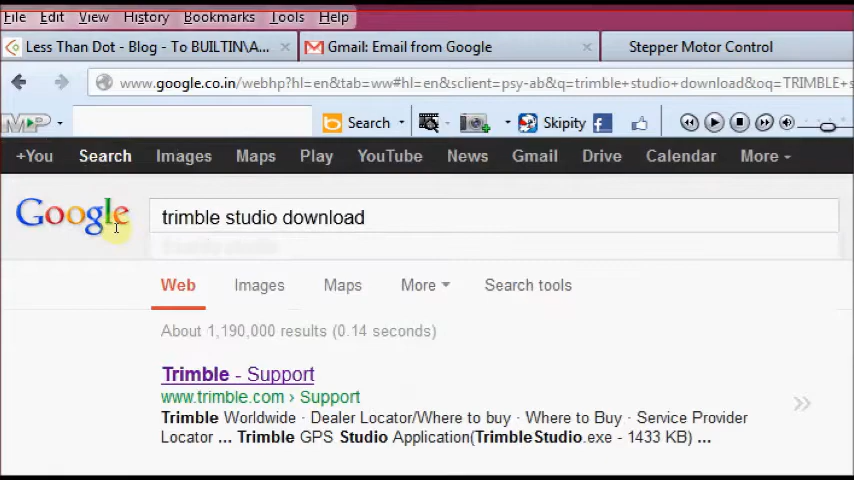 File Edit View History Bookmarks Tools Help
Less Than Dot - Blog - To BUILTIN\A... × Gmail: Email from Google × Stepper Motor Control
www.google.co.in/webhp?hl=en&tab=ww#hl=en&sclient=psy-ab&q=trimble+studio+download&oq=TRIMBLE+s
Search Skipity
+You Search Images Maps Play YouTube News Gmail Drive Calendar More
Google trimble studio download
Web Images Maps More Search tools
About 1,190,000 results (0.14 seconds)
Trimble - Support
www.trimble.com › Support
Trimble Worldwide · Dealer Locator/Where to buy · Where to Buy · Service Provider
Locator ... Trimble GPS Studio Application(TrimbleStudio.exe - 1433 KB) ...